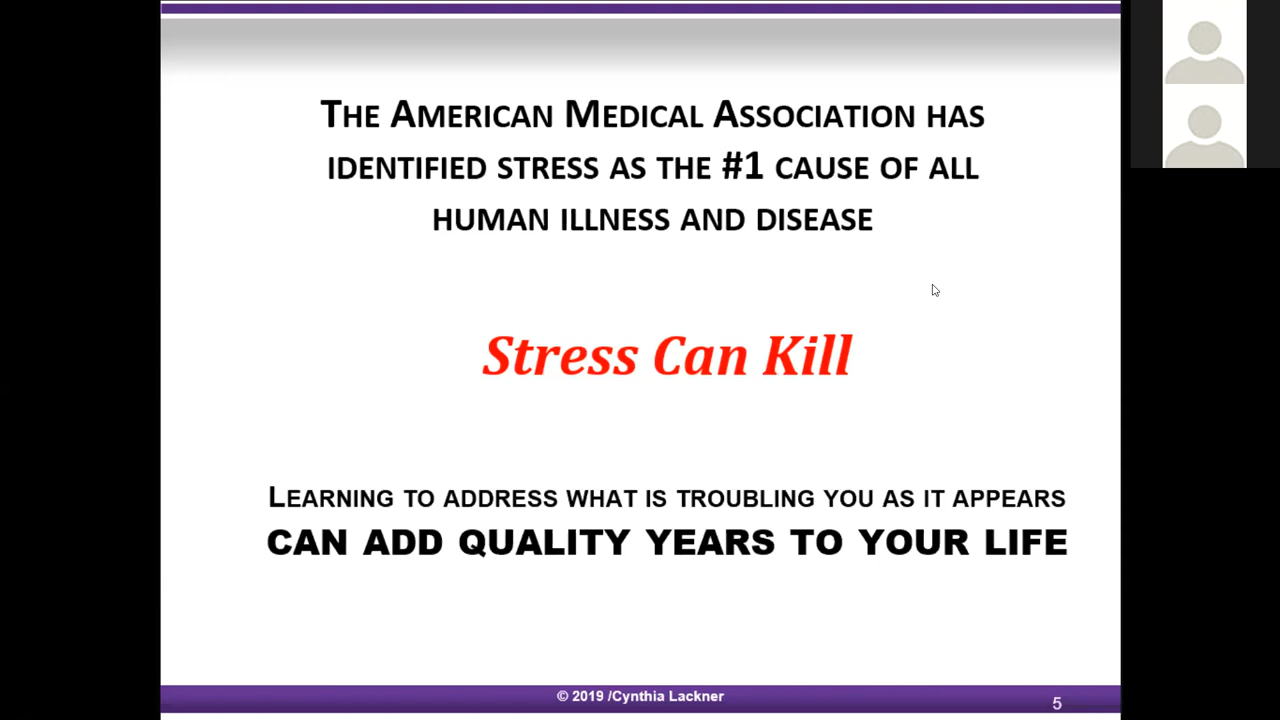 The American Medical Association has
identified stress as the #1 cause of all
human illness and disease
Stress Can Kill
Learning to address what is troubling you as it appears
can add quality years to your life
© 2019 /Cynthia Lackner
5